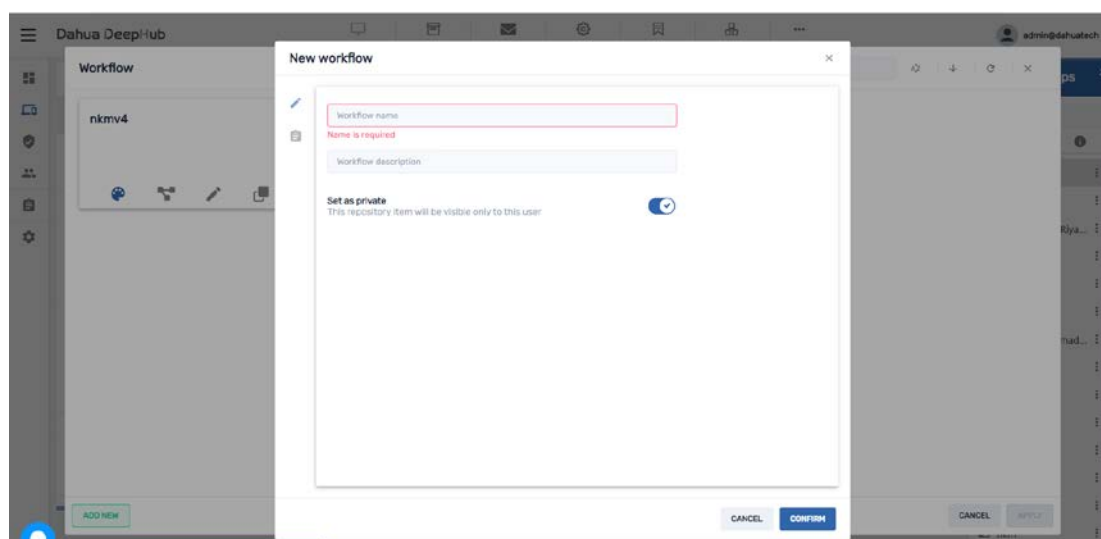 Dahua DeepHub
admin@dahuatech
Workflow
ps
nkmv4
New workflow
Workflow name
Name is required
Workflow description
Set as private
This repository item will be visible only to this user
CANCEL
CONFIRM
ADD NEW
CANCEL
APPLY
Riya...
mad...